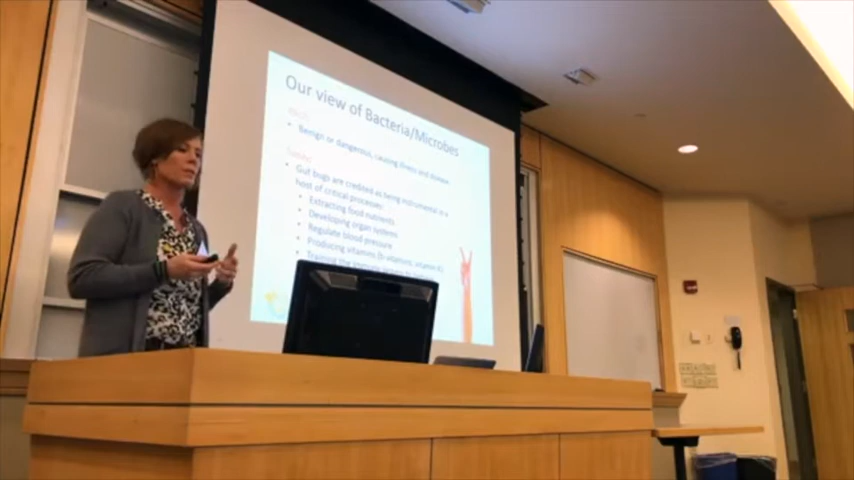 Our view of Bacteria/Microbes
Benign or dangerous, causing illness and disease
Gut bugs are credited as being instrumental in a
host of critical processes:
Extracting food nutrients
Developing organ systems
Regulate blood pressure
Producing vitamins (b-vitamins, vitamin K)